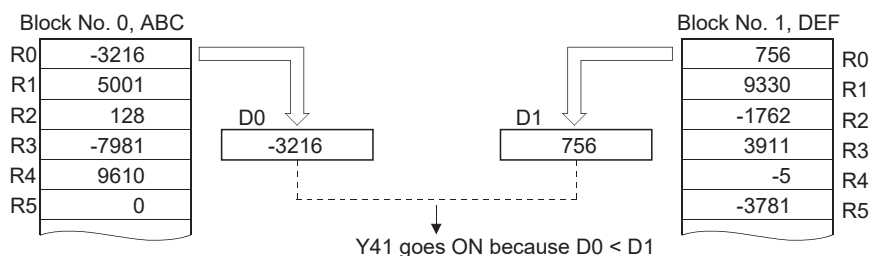 Block No. 0, ABC
Block No. 1, DEF
R0 -3216
756 R0
R1 5001
9330 R1
R2 128
D0
D1
-1762 R2
R3 -7981
-3216
756
3911 R3
R4 9610
-5 R4
R5 0
-3781 R5
Y41 goes ON because D0 < D1